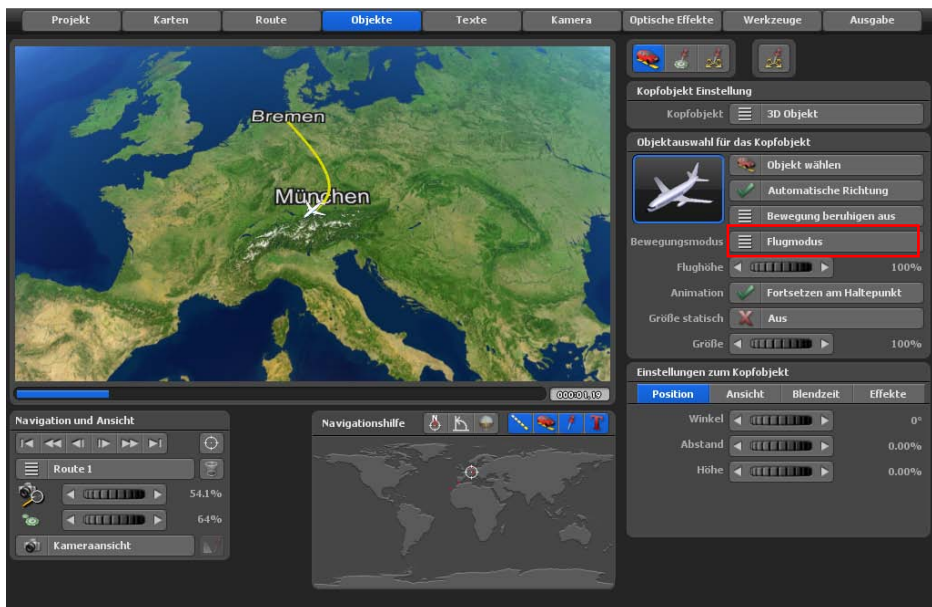 Projekt Karten Route Objekte Texte Kamera Optische Effekte Werkzeuge Ausgabe
Bremen
München
000:01,19
Kopfobjekt Einstellung
Kopfobjekt 3D Objekt
Objektauswahl für das Kopfobjekt
Objekt wählen
Automatische Richtung
Bewegung beruhigen aus
Bewegungsmodus Flugmodus
Flughöhe 100%
Animation Fortsetzen am Haltepunkt
Größe statisch Aus
Größe 100%
Einstellungen zum Kopfobjekt
Position Ansicht Blendzeit Effekte
Winkel 0°
Abstand 0.00%
Höhe 0.00%
Navigation und Ansicht
Route 1
54.1%
64%
Kameraansicht
Navigationshilfe